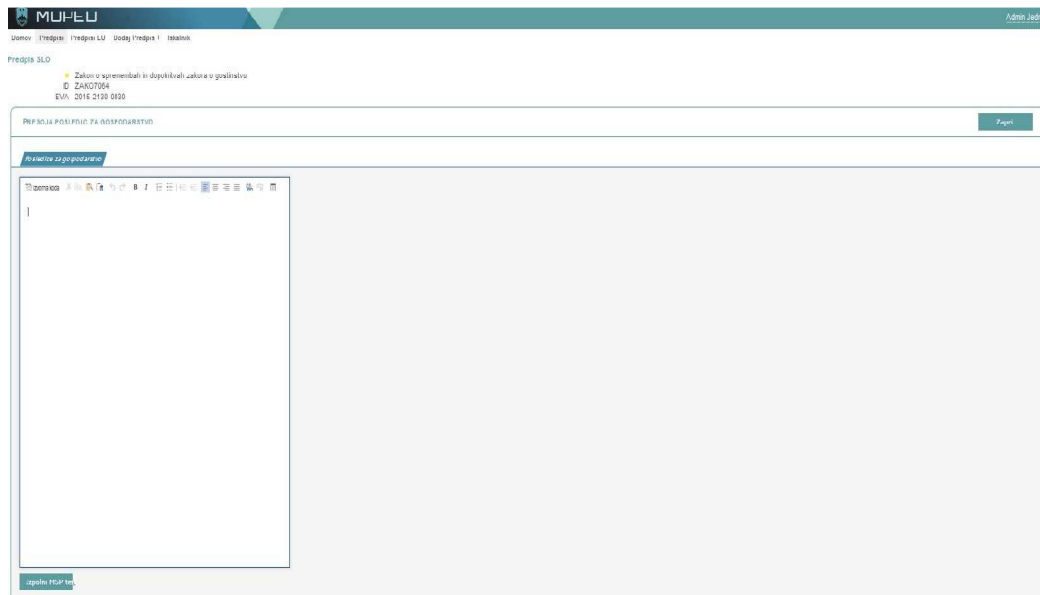 MOPED
Admin Jedr
Domov Predpisi Predpisi EU Dodaj Predpis Iskalnik
Predpis SLO
Zakon o spremembah in dopolnitvah zakona o gostinstvu
ID ZAKO7064
EVA 2015-2130-0030
PRESOJA POSLEDIC ZA GOSPODARSTVO
Zapri
Posledice za gospodarstvo
Izvorna koda B I
Izpolni MSP test